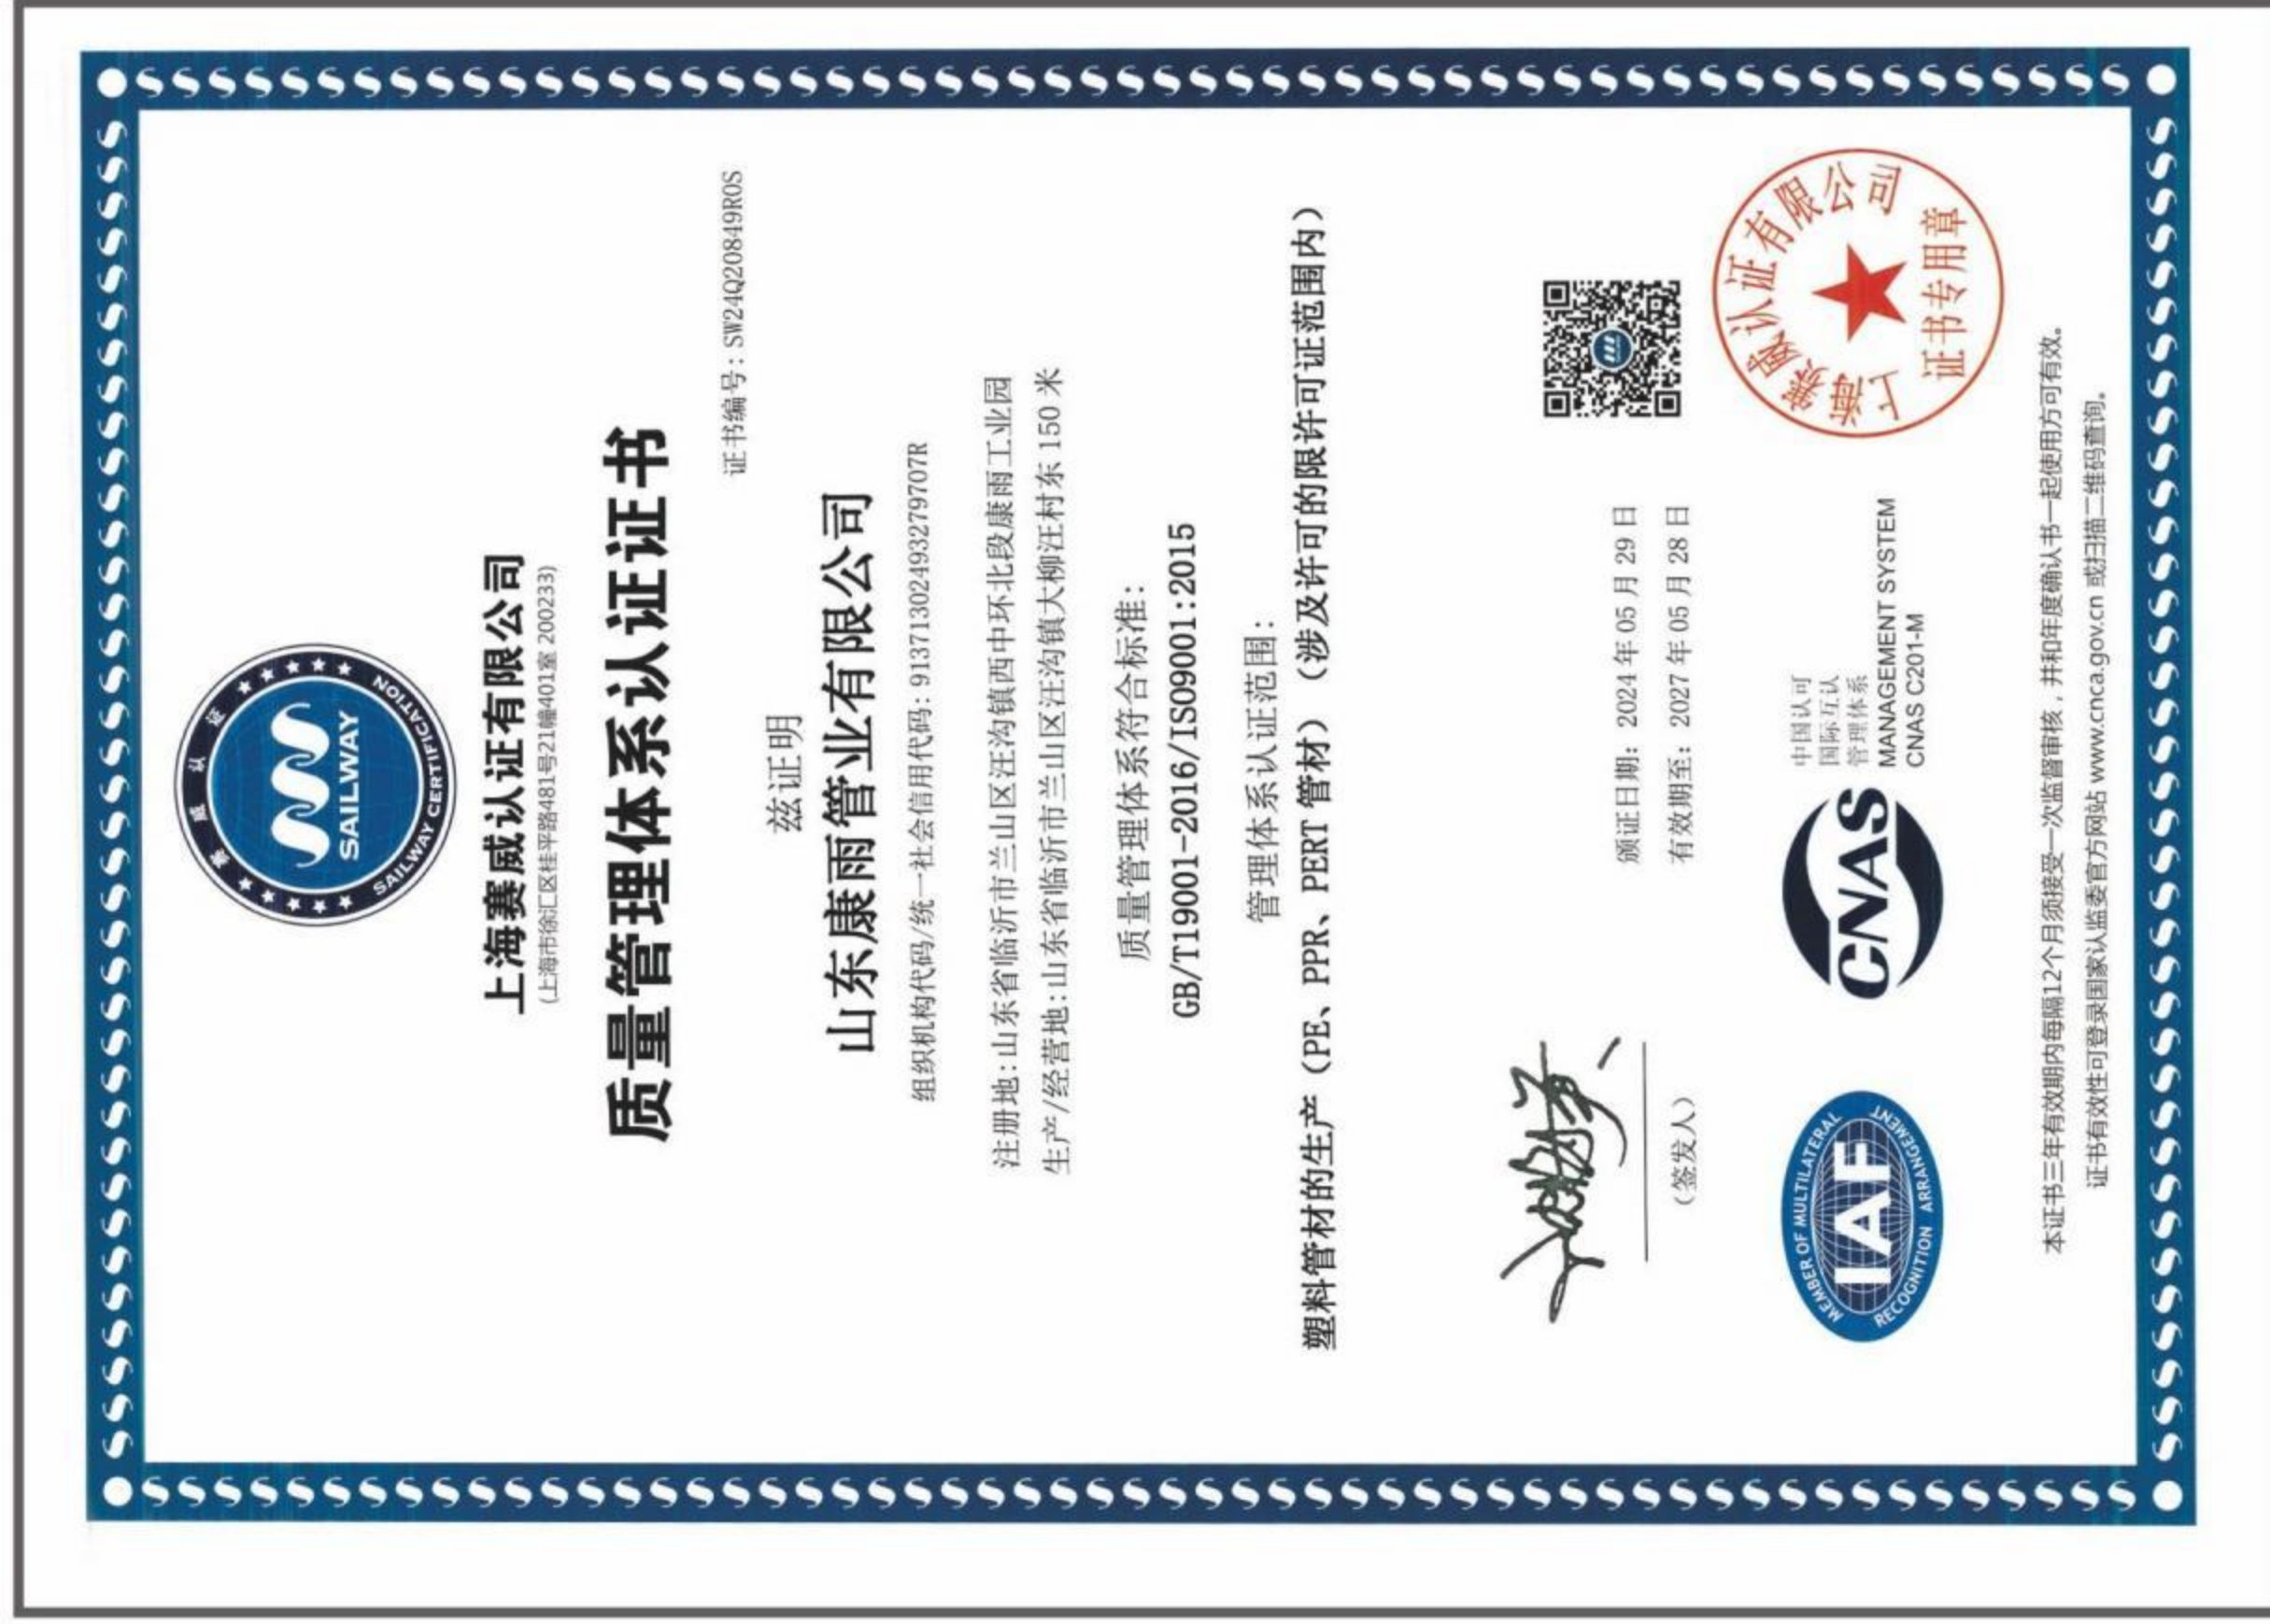 赛威认证
SAILWAY
SAILWAY CERTIFICATION
上海赛威认证有限公司
(上海市徐汇区桂平路481号21幢401室 200233)
质量管理体系认证证书
证书编号：SW24Q20849R0S
兹证明
山东康雨管业有限公司
组织机构代码/统一社会信用代码：91371302493279707R
注册地：山东省临沂市兰山区汪沟镇西中环北段康雨工业园
生产/经营地：山东省临沂市兰山区汪沟镇大柳汪村东 150 米
质量管理体系符合标准：
GB/T19001-2016/ISO9001:2015
管理体系认证范围：
塑料管材的生产（PE、PPR、PERT 管材）（涉及许可的限许可证范围内）
颁证日期：2024 年 05 月 29 日
有效期至：2027 年 05 月 28 日
（签发人）
MEMBER OF MULTILATERAL
IAF
RECOGNITION ARRANGEMENT
CNAS
中国认可
国际互认
管理体系
MANAGEMENT SYSTEM
CNAS C201-M
上海赛威认证有限公司
证书专用章
本证书三年有效期内每隔12个月须接受一次监督审核，并和年度确认书一起使用方可有效。
证书有效性可登录国家认监委官方网站 www.cnca.gov.cn 或扫描二维码查询。